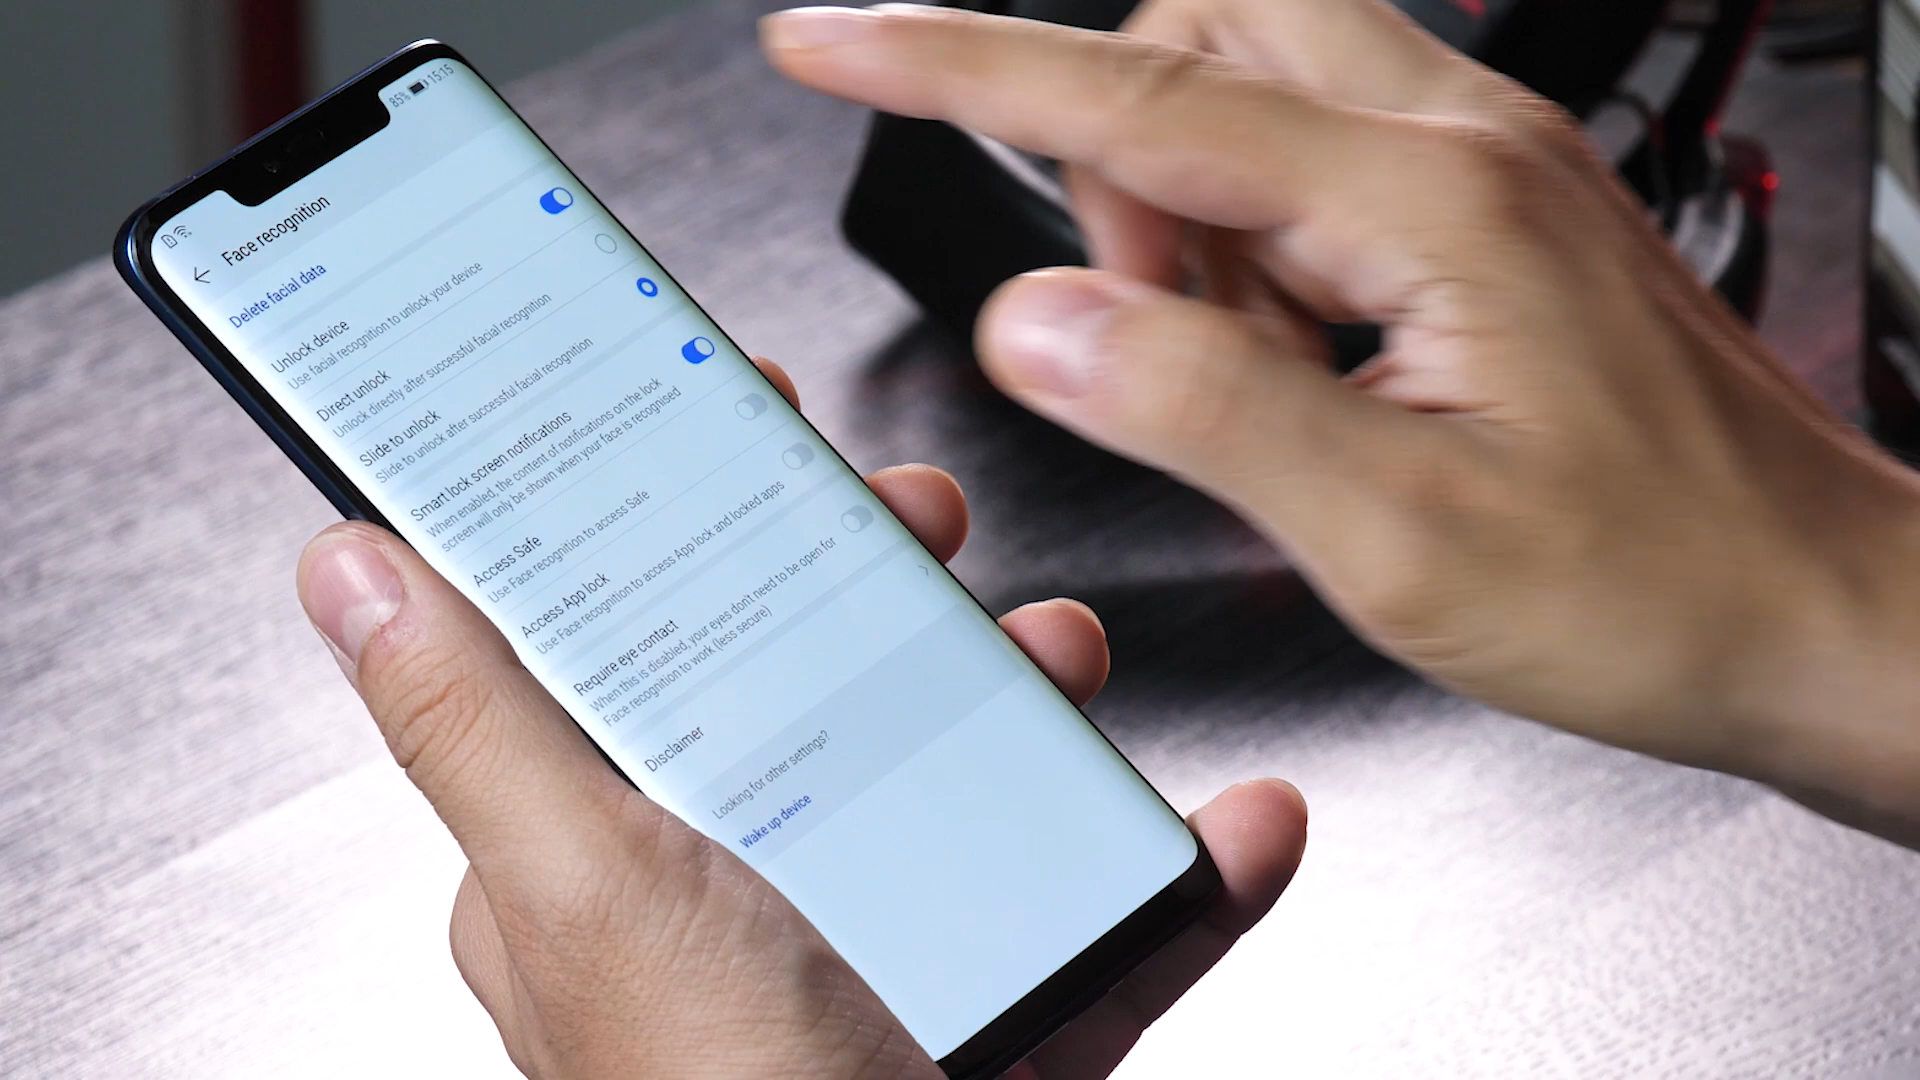 85% 15:15
Face recognition
Delete facial data
Unlock device
Use facial recognition to unlock your device
Direct unlock
Unlock directly after successful facial recognition
Slide to unlock
Slide to unlock after successful facial recognition
Smart lock screen notifications
When enabled, the content of notifications on the lock
screen will only be shown when your face is recognised
Access Safe
Use Face recognition to access Safe
Access App lock
Use Face recognition to access App lock and locked apps
Require eye contact
When this is disabled, your eyes don't need to be open for
Face recognition to work (less secure)
Disclaimer
Looking for other settings?
Wake up device